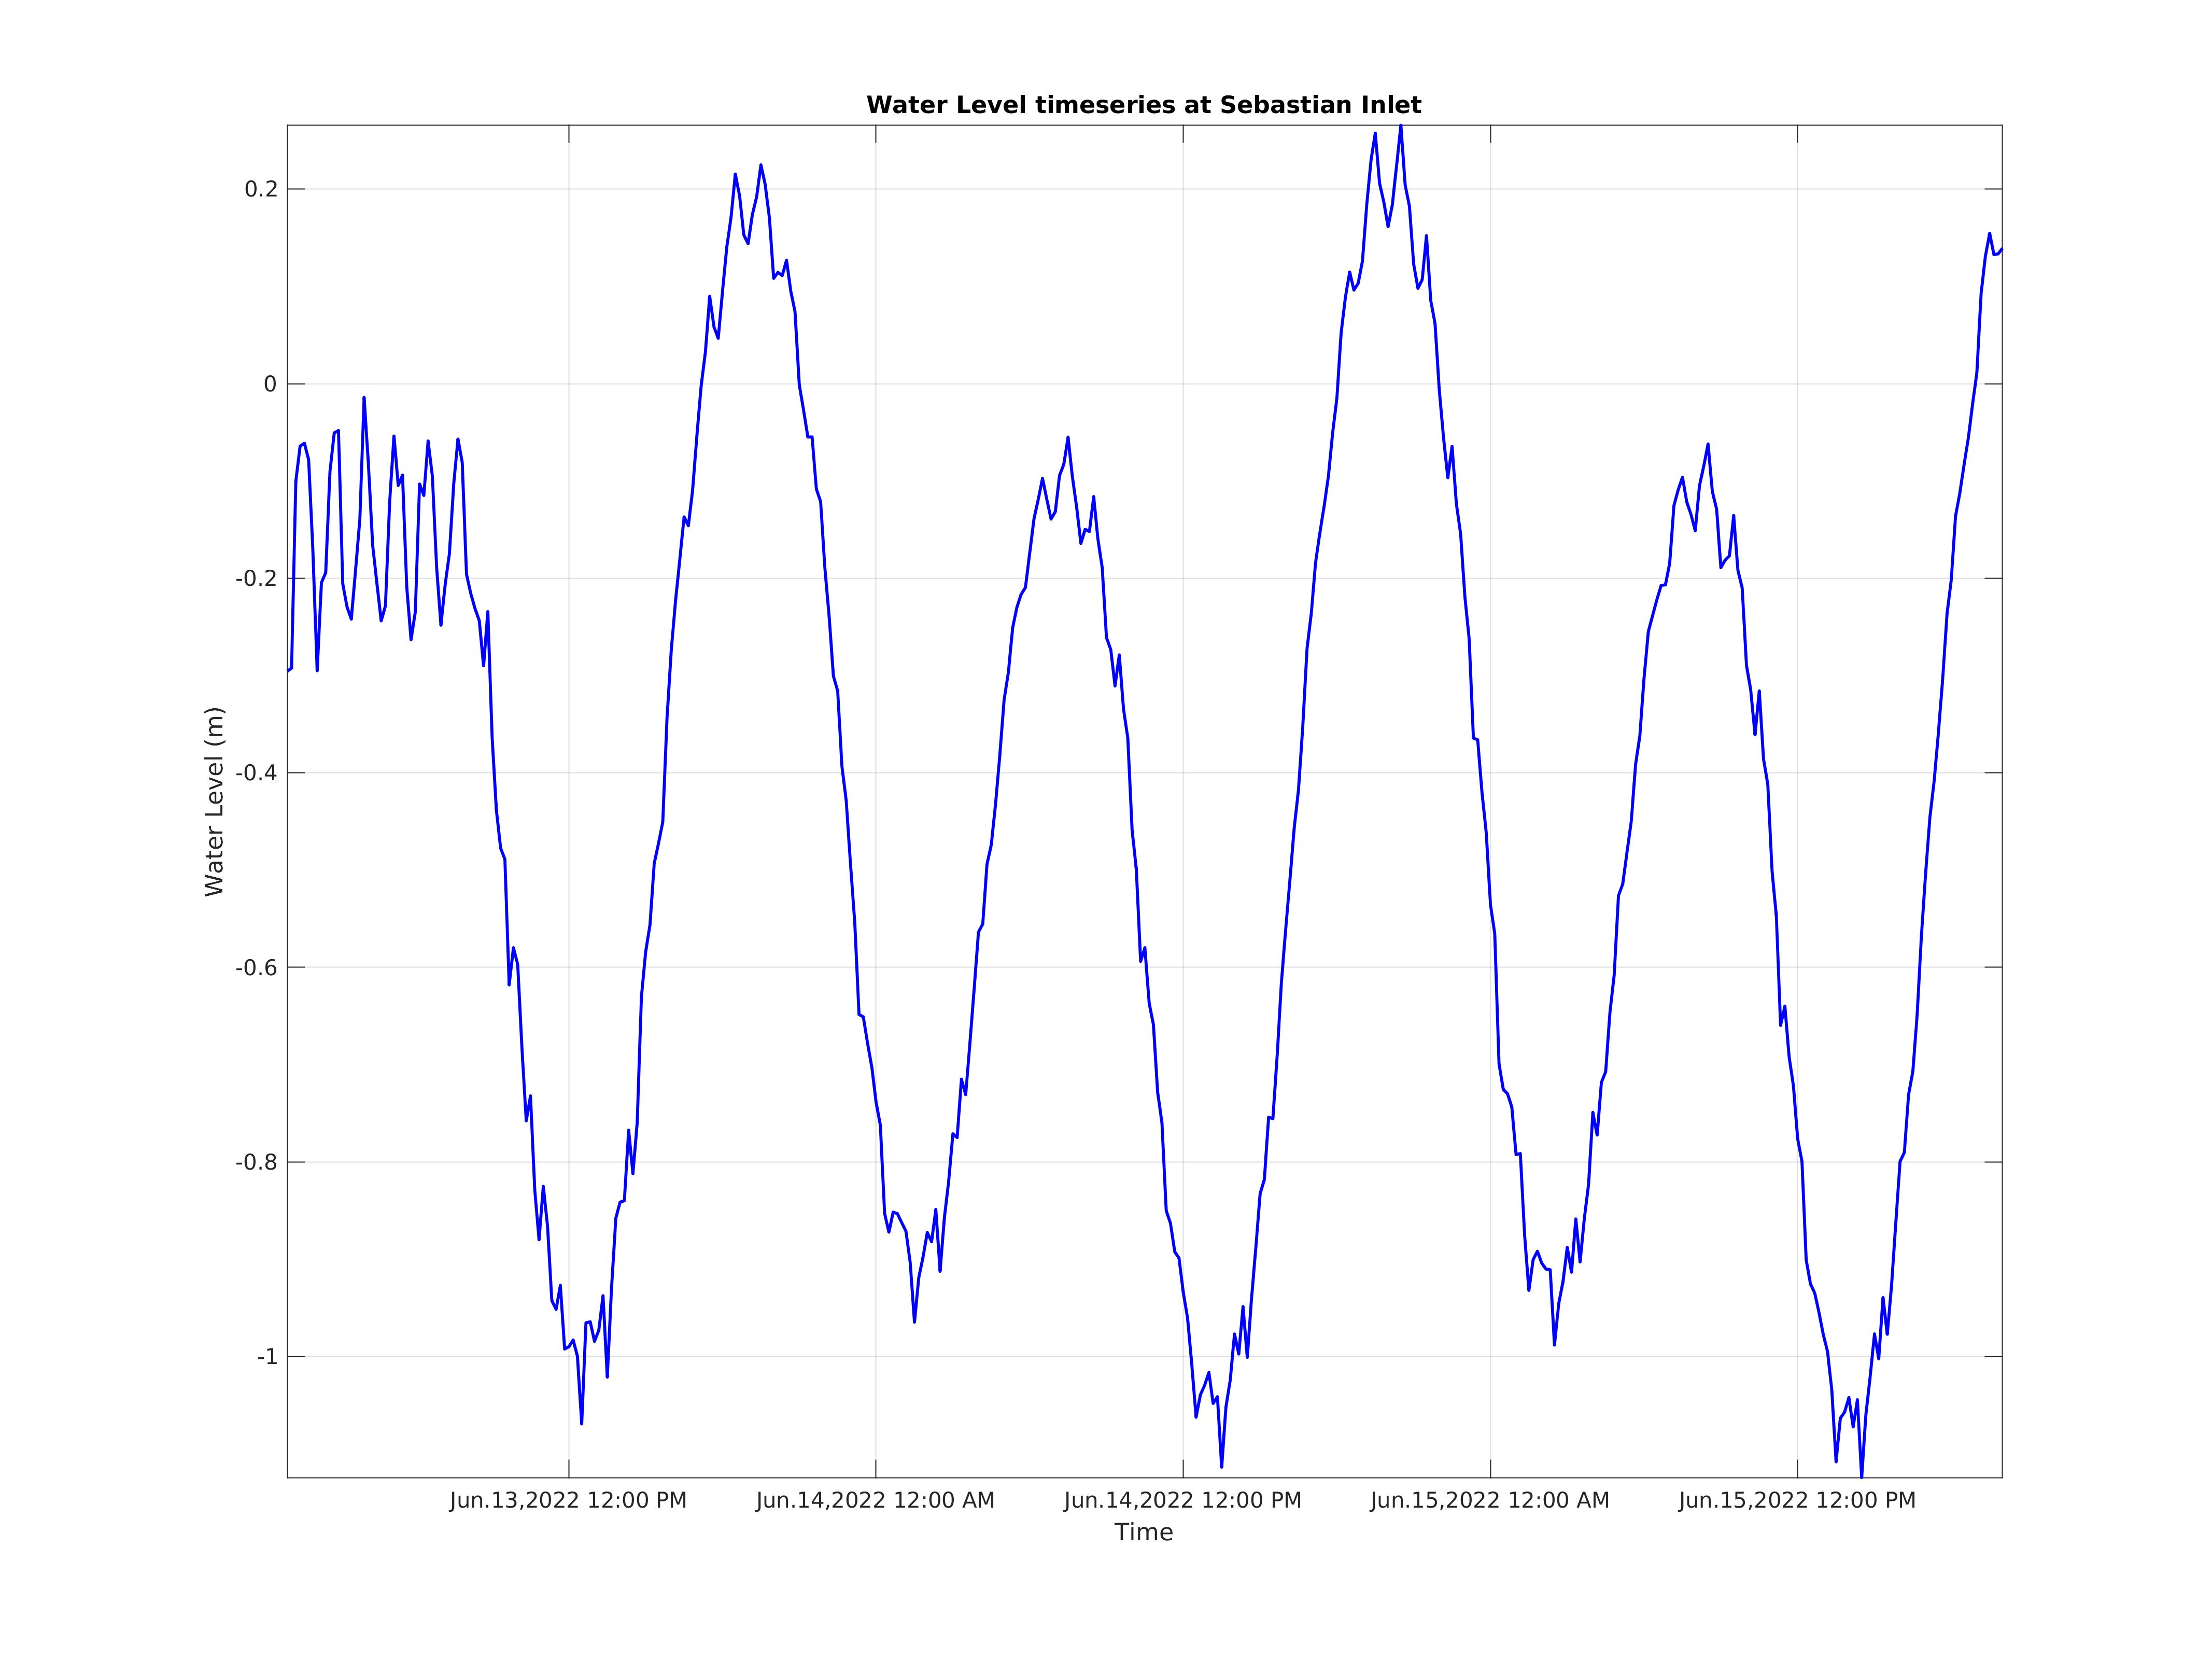 Water Level timeseries at Sebastian Inlet
0.2
0
-0.2
-0.4
-0.6
-0.8
-1
Water Level (m)
Jun.13,2022 12:00 PM
Jun.14,2022 12:00 AM
Jun.14,2022 12:00 PM
Jun.15,2022 12:00 AM
Jun.15,2022 12:00 PM
Time